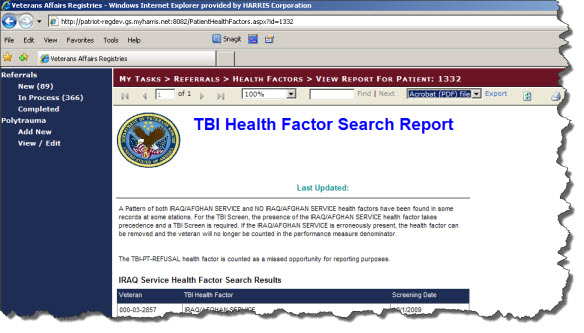 Veterans Affairs Registries - Windows Internet Explorer provided by HARRIS Corporation
http://patriot-regdev.gs.myharris.net:8082/PatientHealthFactors.aspx?id=1332
File Edit View Favorites Tools Help Snagit
Veterans Affairs Registries
Referrals
New (89)
In Process (366)
Completed
Polytrauma
Add New
View / Edit
MY TASKS > REFERRALS > HEALTH FACTORS > VIEW REPORT FOR PATIENT: 1332
1 of 1 100% Find | Next Acrobat (PDF) file Export
TBI Health Factor Search Report
Last Updated:
A Pattern of both IRAQ/AFGHAN SERVICE and NO IRAQ/AFGHAN SERVICE health factors have been found in some
records at some stations. For the TBI Screen, the presence of the IRAQ/AFGHAN SERVICE health factor takes
precedence and a TBI Screen is required. If the IRAQ/AFGHAN SERVICE is erroneously present, the health factor can
be removed and the veteran will no longer be counted in the performance measure denominator.
The TBI-PT-REFUSAL health factor is counted as a missed opportunity for reporting purposes.
IRAQ Service Health Factor Search Results
Veteran TBI Health Factor Screening Date
000-03-2857 IRAQ/AFGHAN SERVICE